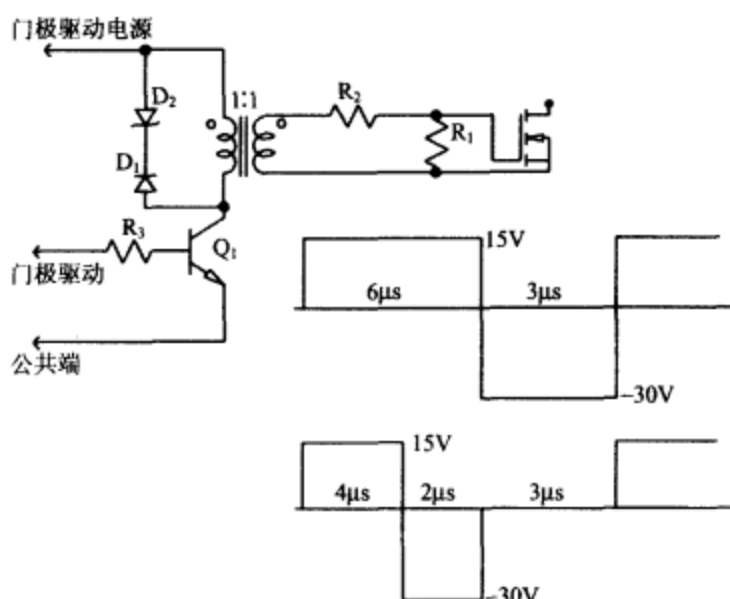 门极驱动电源
D₂
1:1
R₂
R₁
D₁
R₃
Q₁
门极驱动
公共端
15V
6μs
3μs
-30V
15V
4μs
2μs
3μs
-30V